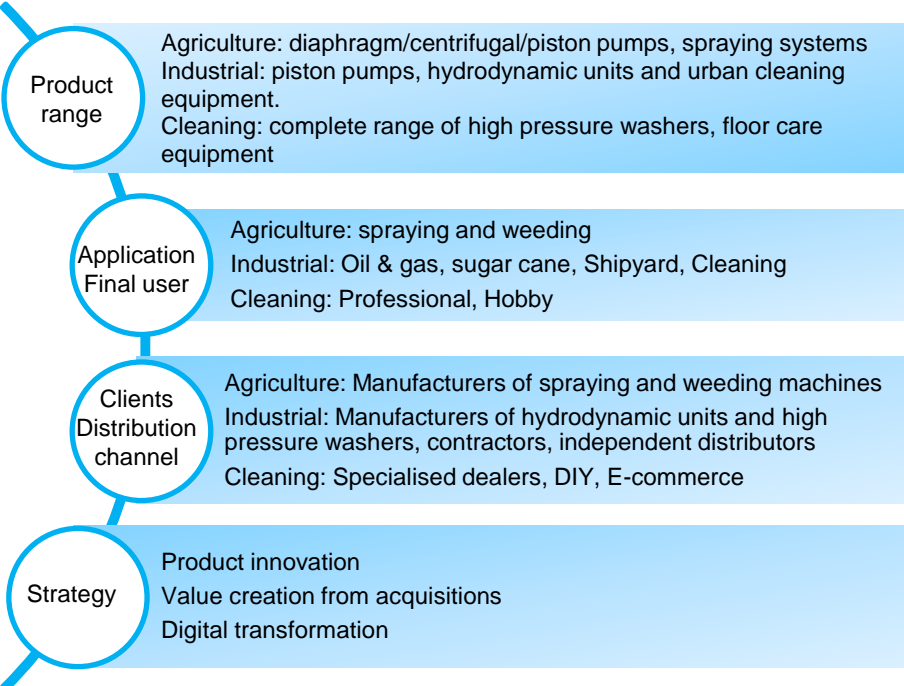 Product
range
Agriculture: diaphragm/centrifugal/piston pumps, spraying systems
Industrial: piston pumps, hydrodynamic units and urban cleaning
equipment.
Cleaning: complete range of high pressure washers, floor care
equipment
Application
Final user
Agriculture: spraying and weeding
Industrial: Oil & gas, sugar cane, Shipyard, Cleaning
Cleaning: Professional, Hobby
Clients
Distribution
channel
Agriculture: Manufacturers of spraying and weeding machines
Industrial: Manufacturers of hydrodynamic units and high
pressure washers, contractors, independent distributors
Cleaning: Specialised dealers, DIY, E-commerce
Strategy
Product innovation
Value creation from acquisitions
Digital transformation